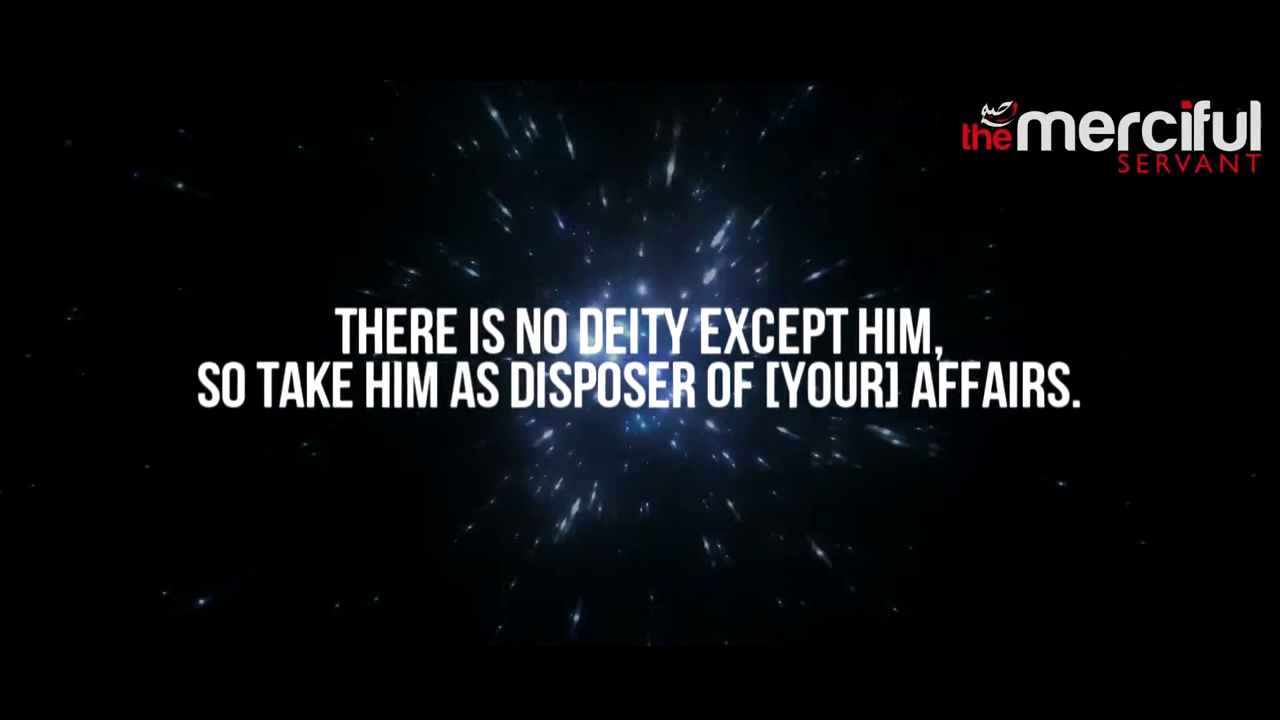 the merciful
SERVANT
THERE IS NO DEITY EXCEPT HIM,
SO TAKE HIM AS DISPOSER OF [YOUR] AFFAIRS.